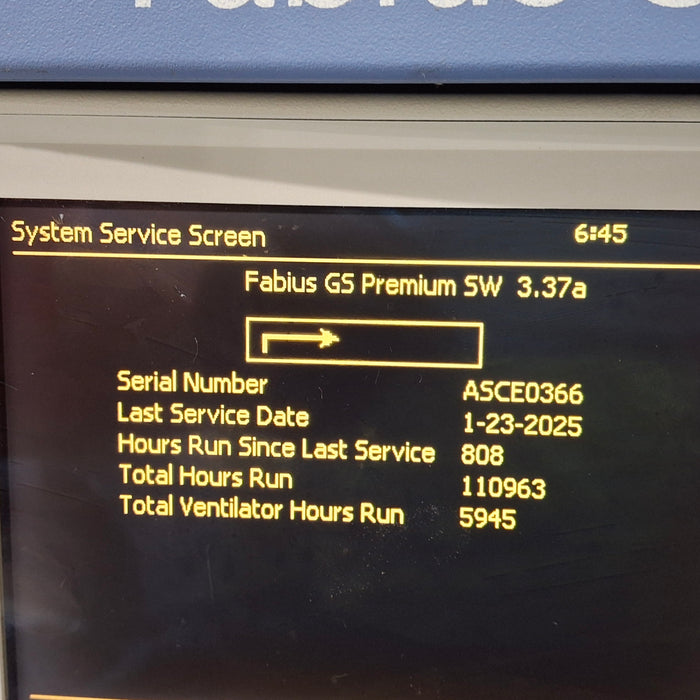 Fabius G
System Service Screen 6:45
Fabius GS Premium SW 3.37a
Serial Number ASCE0366
Last Service Date 1-23-2025
Hours Run Since Last Service 808
Total Hours Run 110963
Total Ventilator Hours Run 5945